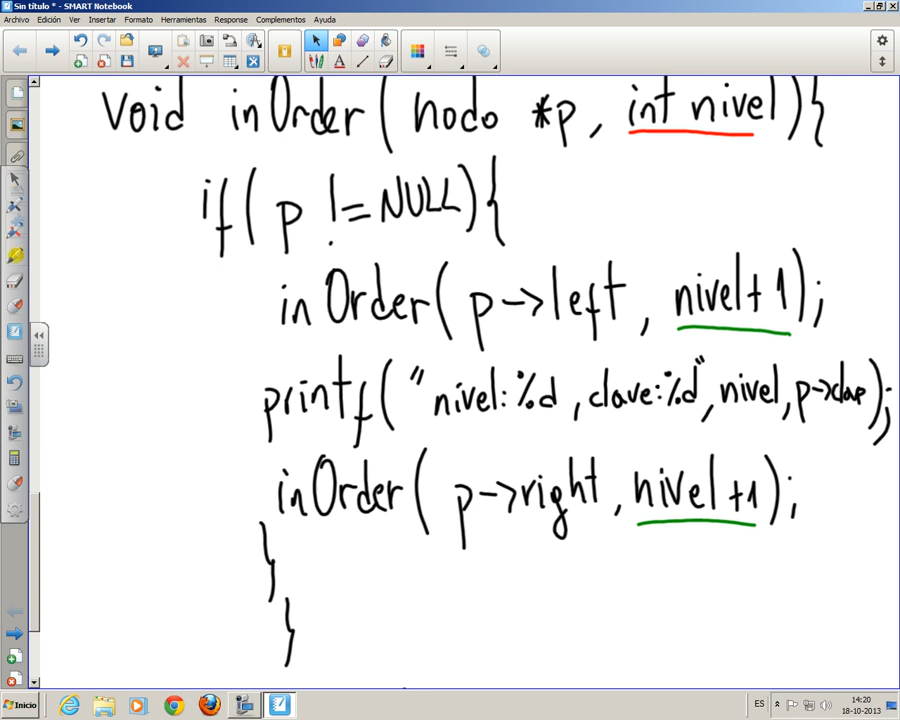 Sin título * - SMART Notebook
Archivo Edición Ver Insertar Formato Herramientas Response Complementos Ayuda
void inOrder ( nodo *p, int nivel){
if( p != NULL){
inOrder( p->left, nivel+1);
printf( "nivel:%d, clave:%d", nivel, p->clave);
inOrder( p->right, nivel+1);
}
}
Inicio
ES
14:20
18-10-2013